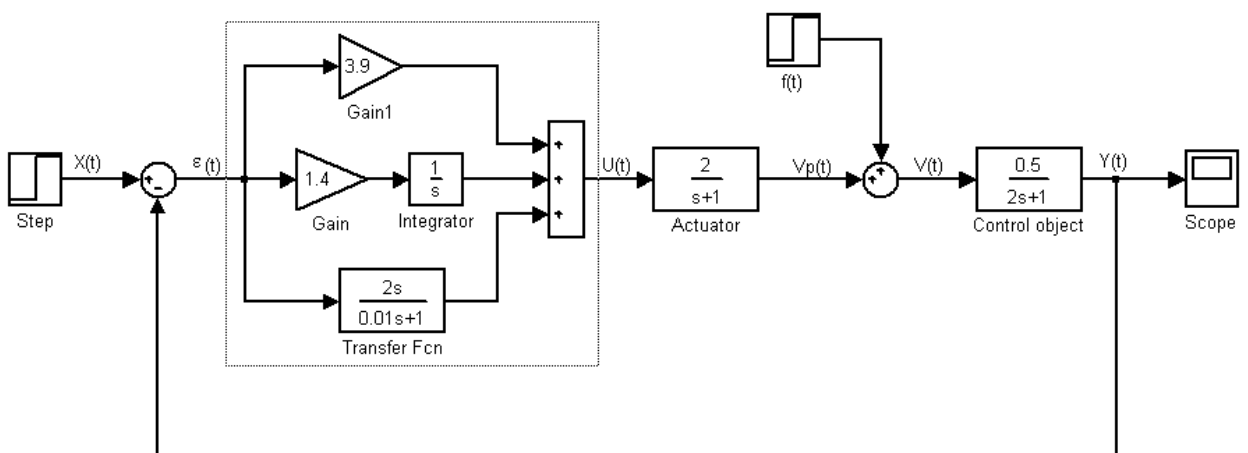 3.9
Gain1
f(t)
X(t)
+
-
Step
ε(t)
1.4
Gain
1
s
Integrator
+
+
+
U(t)
2
s+1
Actuator
Vp(t)
+
+
V(t)
0.5
2s+1
Control object
Y(t)
Scope
2s
0.01s+1
Transfer Fcn